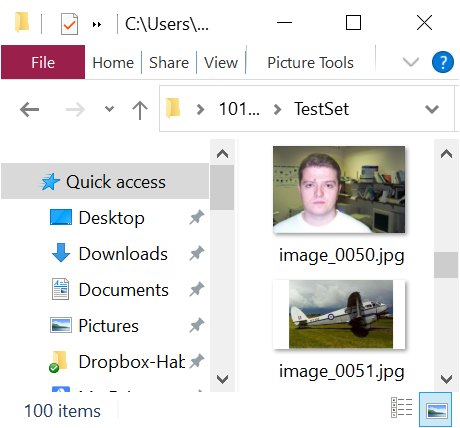 C:\Users\...
File Home Share View Picture Tools
101... TestSet
Quick access
Desktop
Downloads
Documents
Pictures
Dropbox-Hab
image_0050.jpg
image_0051.jpg
100 items